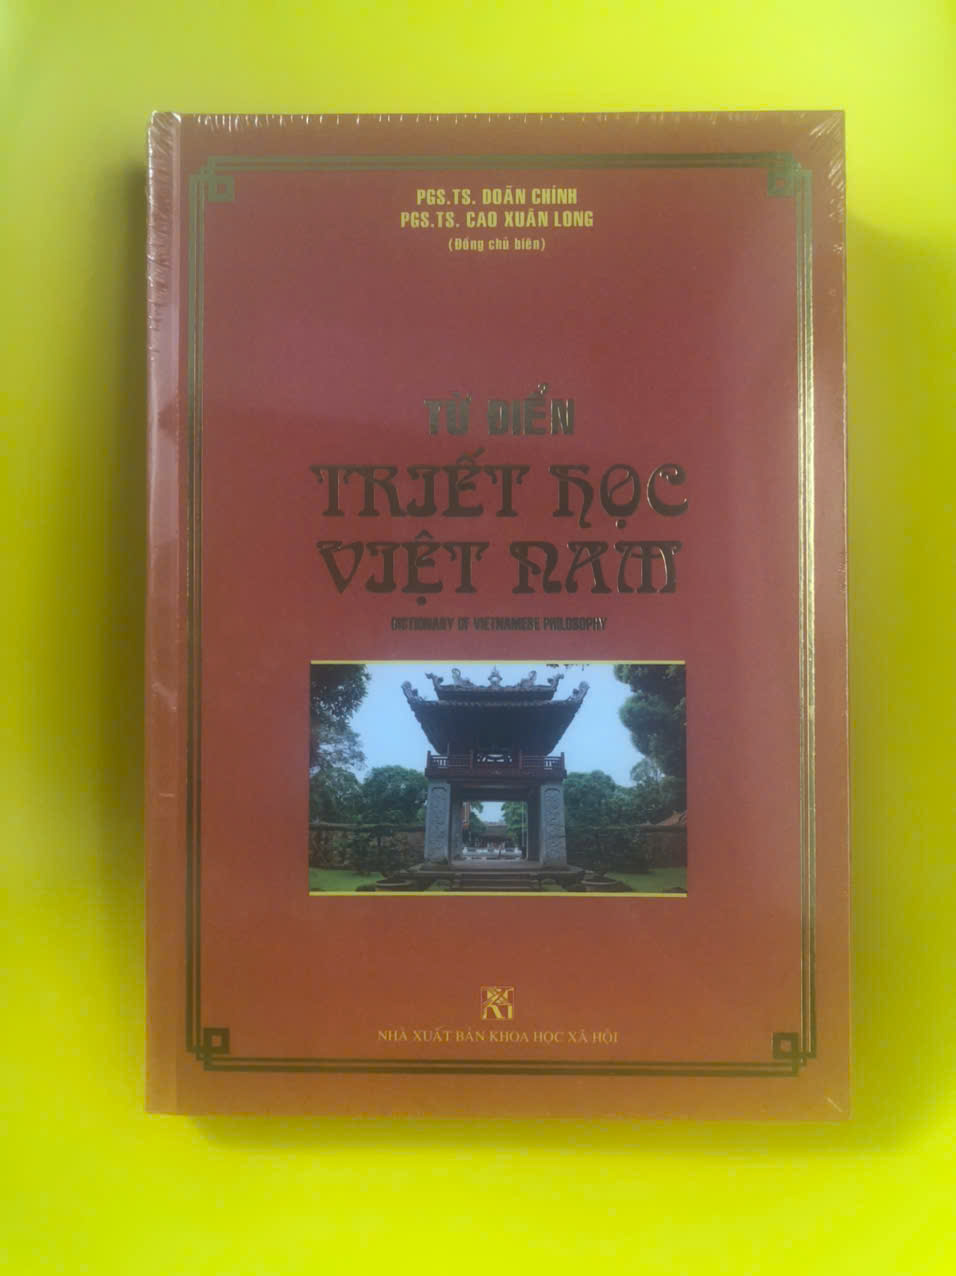 PGS.TS. DOÃN CHÍNH
PGS.TS. CAO XUÂN LONG
(Đồng chủ biên)
TỪ ĐIỂN
TRIẾT HỌC
VIỆT NAM
DICTIONARY OF VIETNAMESE PHILOSOPHY
NHÀ XUẤT BẢN KHOA HỌC XÃ HỘI